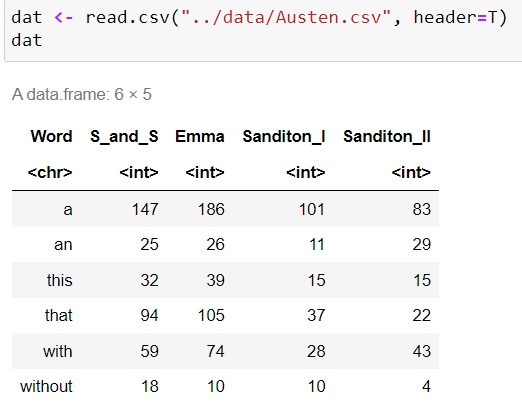 dat <- read.csv("../data/Austen.csv", header=T)
dat
A data.frame: 6 × 5
Word S_and_S Emma Sanditon_I Sanditon_II
<chr> <int> <int> <int> <int>
a 147 186 101 83
an 25 26 11 29
this 32 39 15 15
that 94 105 37 22
with 59 74 28 43
without 18 10 10 4